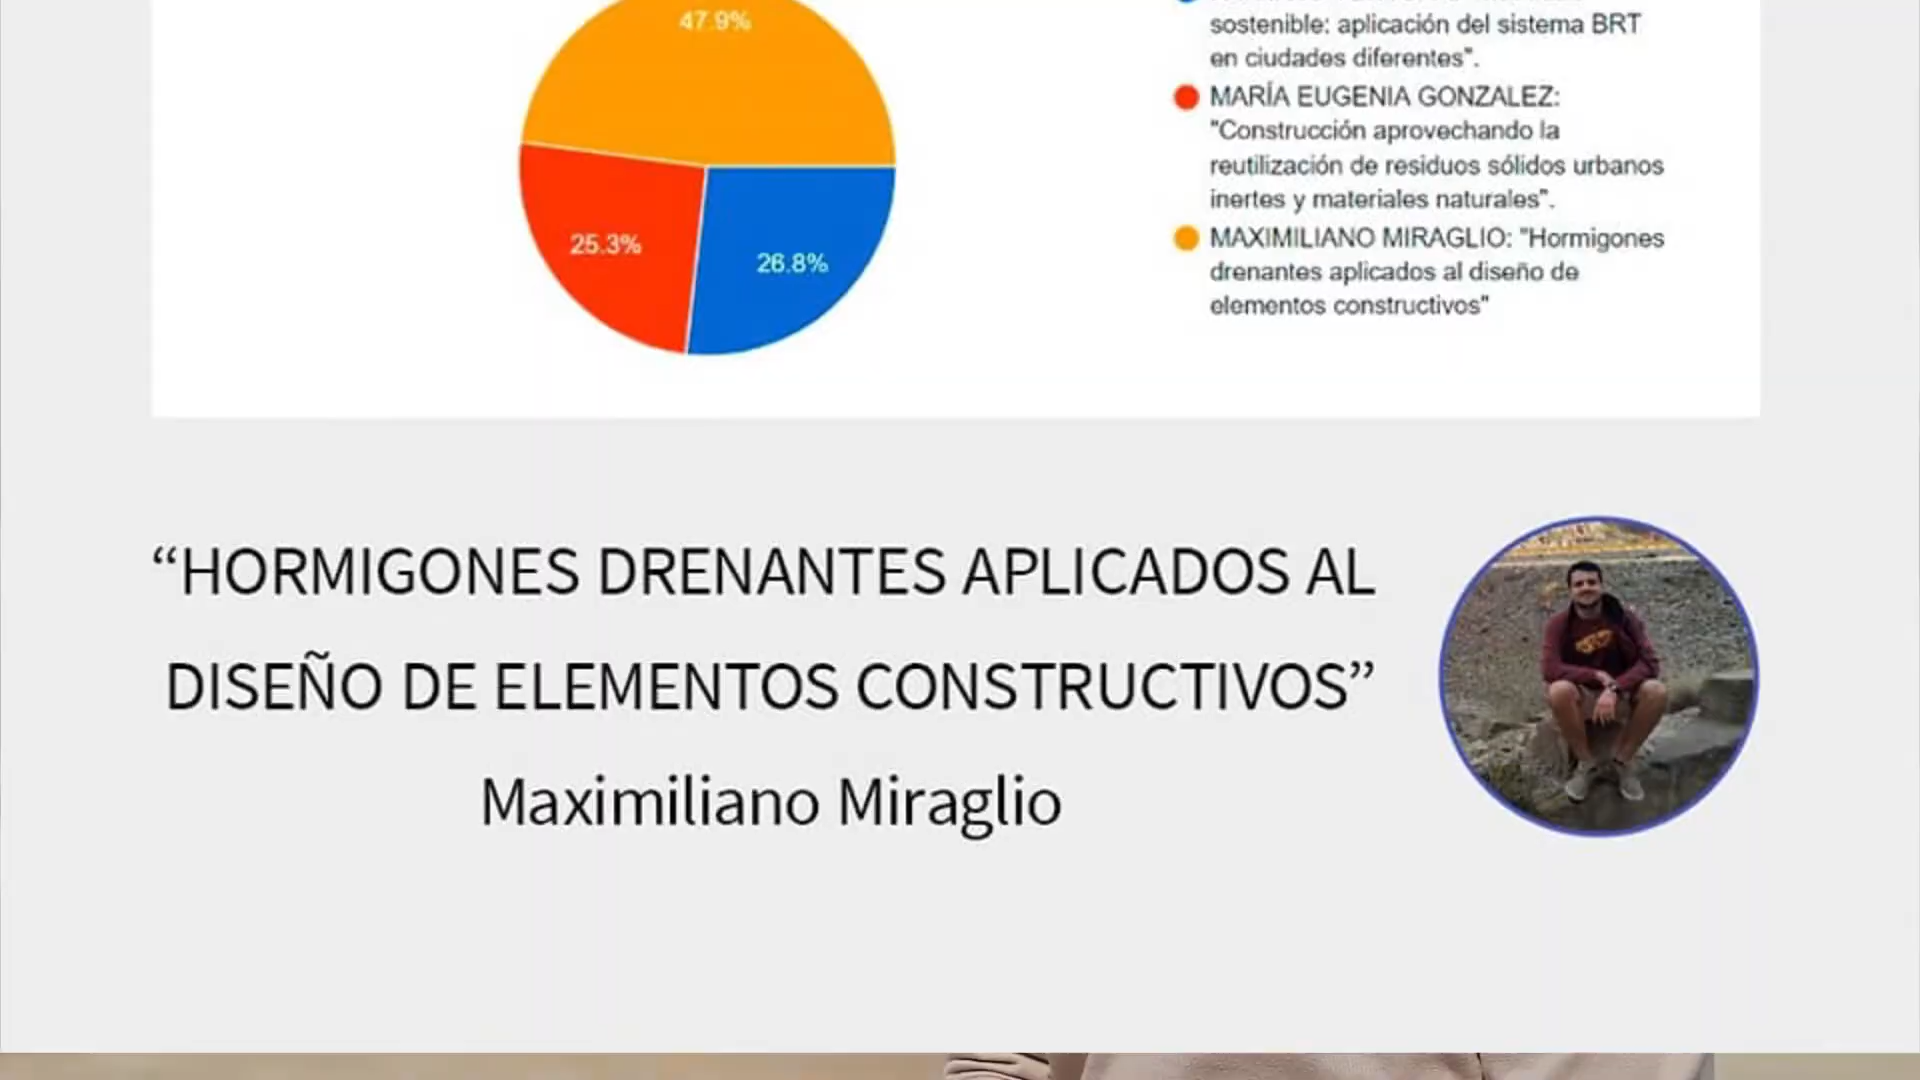 47.9%
sostenible: aplicación del sistema BRT
en ciudades diferentes".
MARÍA EUGENIA GONZALEZ:
"Construcción aprovechando la
reutilización de residuos sólidos urbanos
inertes y materiales naturales".
25.3%
26.8%
MAXIMILIANO MIRAGLIO: "Hormigones
drenantes aplicados al diseño de
elementos constructivos"
“HORMIGONES DRENANTES APLICADOS AL
DISEÑO DE ELEMENTOS CONSTRUCTIVOS”
Maximiliano Miraglio